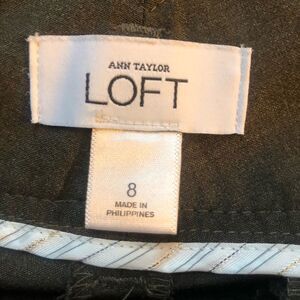 ANN TAYLOR
LOFT
8
MADE IN
PHILIPPINES